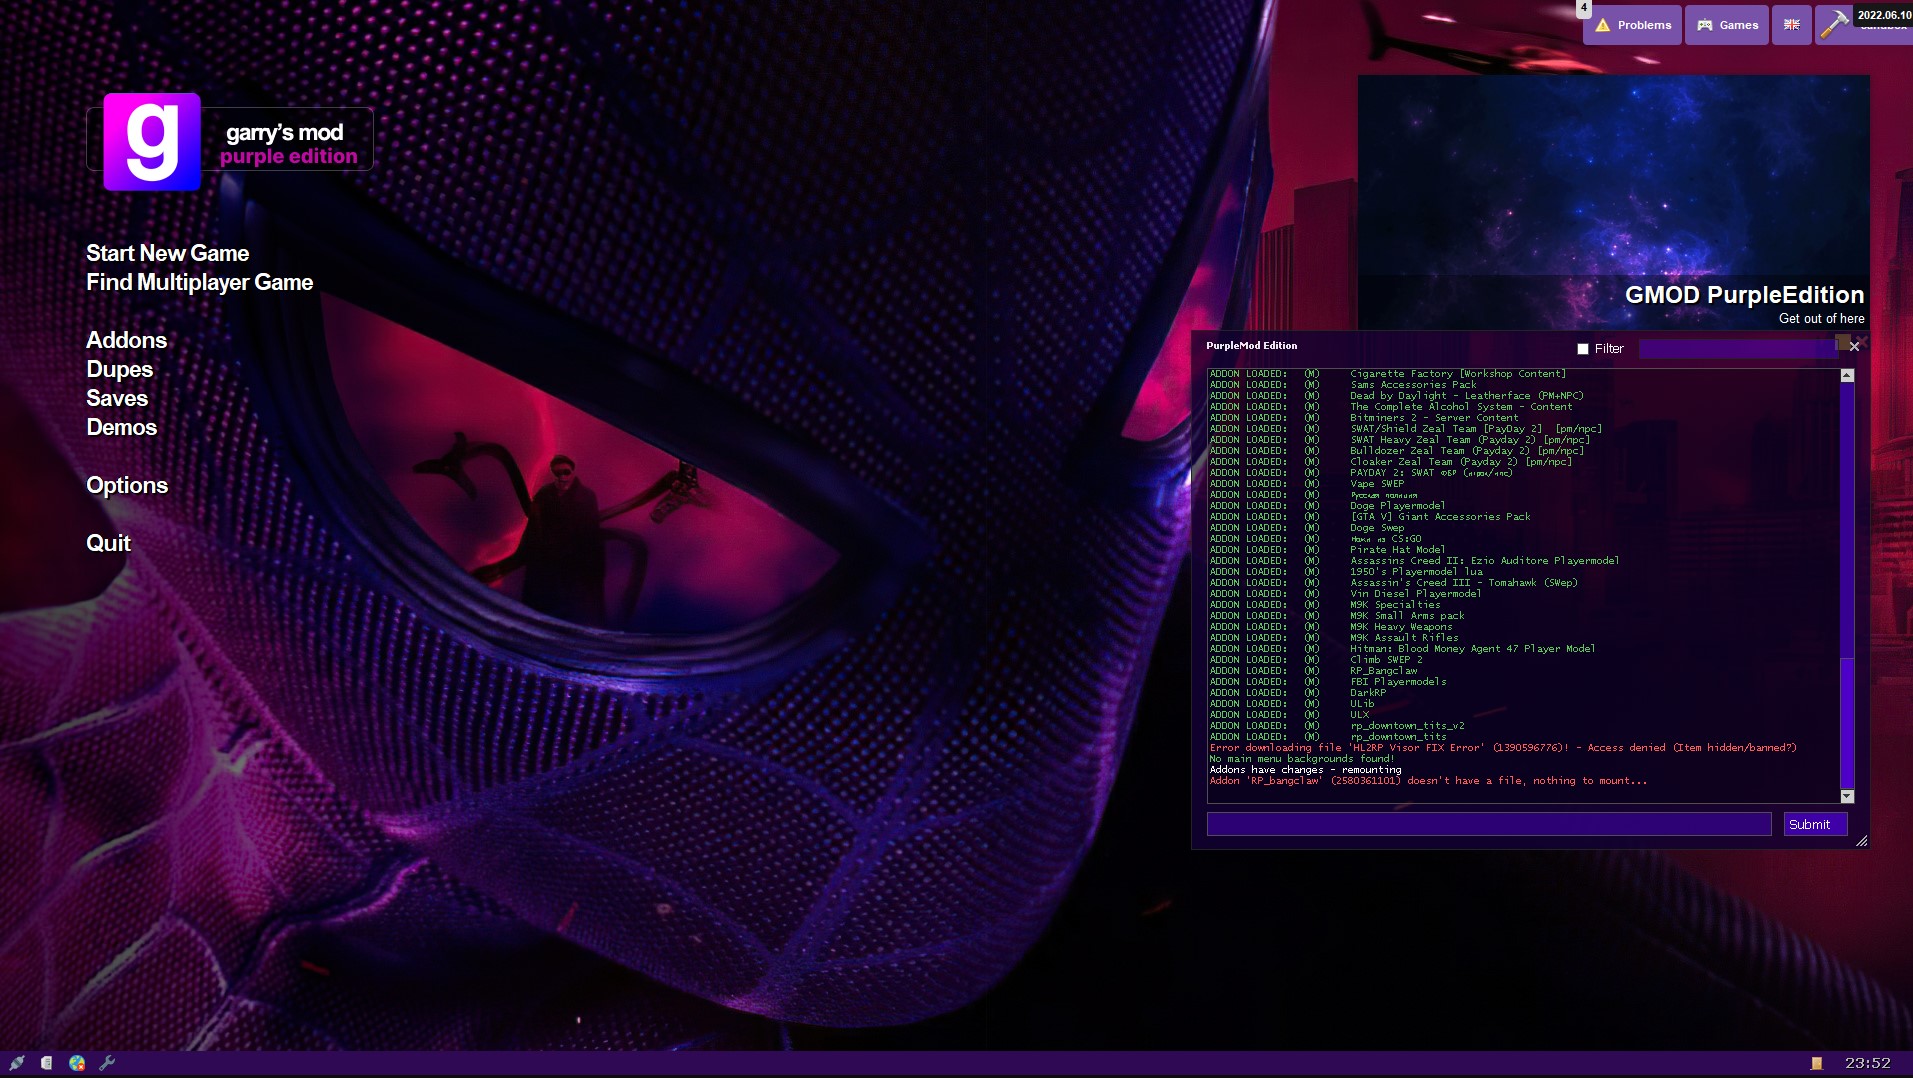 4
Problems
Games
2022.06.10
garry's mod
purple edition
Start New Game
Find Multiplayer Game
Addons
Dupes
Saves
Demos
Options
Quit
GMOD PurpleEdition
Get out of here
PurpleMod Edition
Filter
ADDON LOADED: (M) Cigarette Factory [Workshop Content]
ADDON LOADED: (M) Sams Accessories Pack
ADDON LOADED: (M) Dead by Daylight - Leatherface (PM+NPC)
ADDON LOADED: (M) The Complete Alcohol System - Content
ADDON LOADED: (M) Bitminers 2 - Server Content
ADDON LOADED: (M) SWAT/Shield Zeal Team [PayDay 2] [pm/npc]
ADDON LOADED: (M) SWAT Heavy Zeal Team (Payday 2) [pm/npc]
ADDON LOADED: (M) Bulldozer Zeal Team (Payday 2) [pm/npc]
ADDON LOADED: (M) Cloaker Zeal Team (Payday 2) [pm/npc]
ADDON LOADED: (M) PAYDAY 2: SWAT ФБР (игрок/нпс)
ADDON LOADED: (M) Vape SWEP
ADDON LOADED: (M) Русская полиция
ADDON LOADED: (M) Doge Playermodel
ADDON LOADED: (M) [GTA V] Giant Accessories Pack
ADDON LOADED: (M) Doge Swep
ADDON LOADED: (M) Ножи из CS:GO
ADDON LOADED: (M) Pirate Hat Model
ADDON LOADED: (M) Assassins Creed II: Ezio Auditore Playermodel
ADDON LOADED: (M) 1950's Playermodel lua
ADDON LOADED: (M) Assassin's Creed III - Tomahawk (SWep)
ADDON LOADED: (M) Vin Diesel Playermodel
ADDON LOADED: (M) M9K Specialties
ADDON LOADED: (M) M9K Small Arms pack
ADDON LOADED: (M) M9K Heavy Weapons
ADDON LOADED: (M) M9K Assault Rifles
ADDON LOADED: (M) Hitman: Blood Money Agent 47 Player Model
ADDON LOADED: (M) Climb SWEP 2
ADDON LOADED: (M) RP_Bangclaw
ADDON LOADED: (M) FBI Playermodels
ADDON LOADED: (M) DarkRP
ADDON LOADED: (M) ULib
ADDON LOADED: (M) ULX
ADDON LOADED: (M) rp_downtown_tits_v2
ADDON LOADED: (M) rp_downtown_tits
Error downloading file 'HL2RP Visor FIX Error' (1390596776)! - Access denied (Item hidden/banned?)
No main menu backgrounds found!
Addons have changes - remounting
Addon 'RP_bangclaw' (2580361101) doesn't have a file, nothing to mount...
Submit
23:52